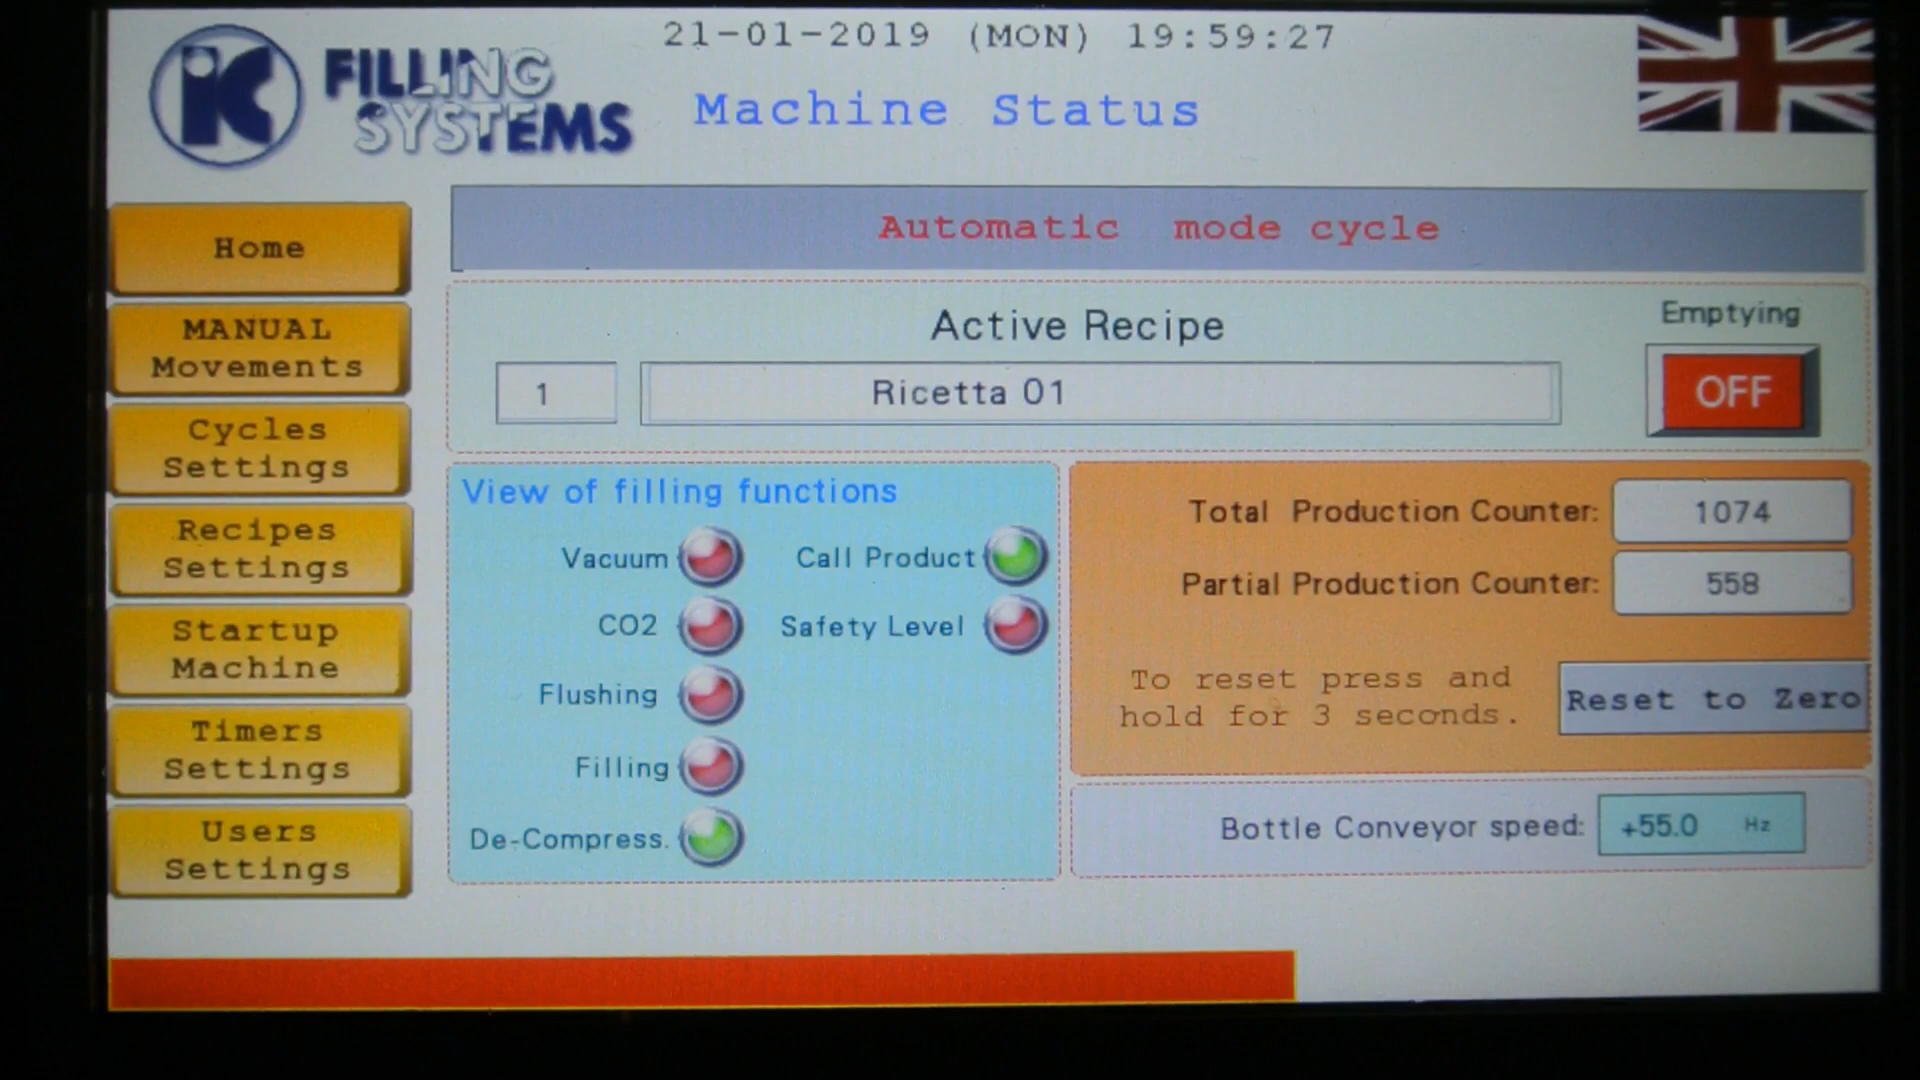 21-01-2019 (MON) 19:59:27
iC FILLING
SYSTEMS
Machine Status
Automatic mode cycle
Home
MANUAL
Movements
Cycles
Settings
Recipes
Settings
Startup
Machine
Timers
Settings
Users
Settings
Active Recipe
1
Ricetta 01
Emptying
OFF
View of filling functions
Vacuum
Call Product
CO2
Safety Level
Flushing
Filling
De-Compress.
Total Production Counter: 1074
Partial Production Counter: 558
To reset press and
hold for 3 seconds.
Reset to Zero
Bottle Conveyor speed: +55.0 Hz